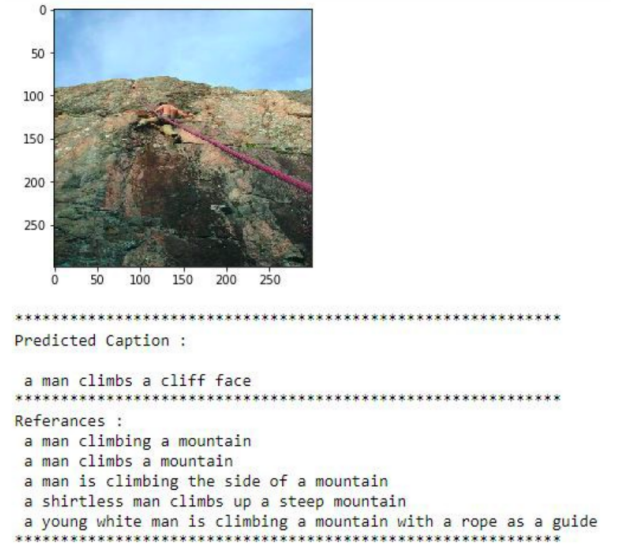 0
50
100
150
200
250
0 50 100 150 200 250
************************************************************
Predicted Caption :
a man climbs a cliff face
************************************************************
Referances :
a man climbing a mountain
a man climbs a mountain
a man is climbing the side of a mountain
a shirtless man climbs up a steep mountain
a young white man is climbing a mountain with a rope as a guide
************************************************************